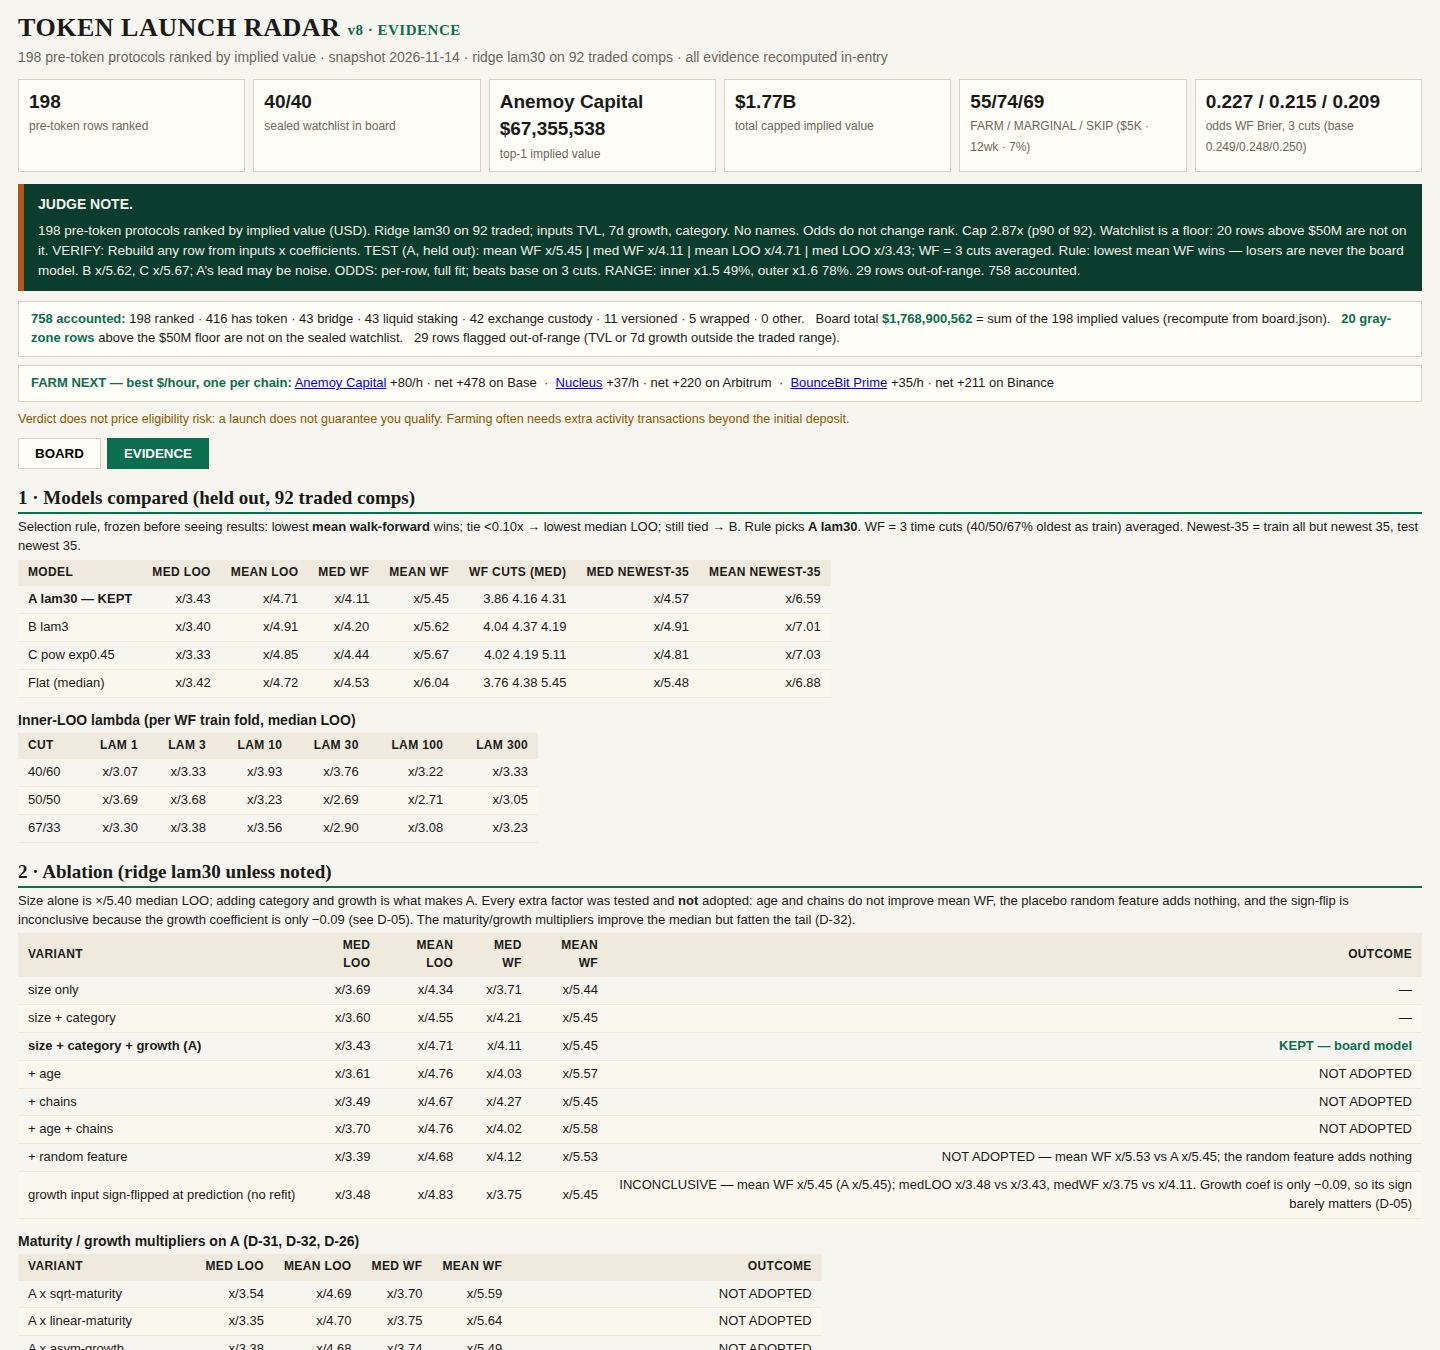 TOKEN LAUNCH RADAR v8 · EVIDENCE
198 pre-token protocols ranked by implied value · snapshot 2026-11-14 · ridge lam30 on 92 traded comps · all evidence recomputed in-entry
198
pre-token rows ranked
40/40
sealed watchlist in board
Anemoy Capital
$67,355,538
top-1 implied value
$1.77B
total capped implied value
55/74/69
FARM / MARGINAL / SKIP ($5K ·
12wk · 7%)
0.227 / 0.215 / 0.209
odds WF Brier, 3 cuts (base
0.249/0.248/0.250)
JUDGE NOTE.
198 pre-token protocols ranked by implied value (USD). Ridge lam30 on 92 traded; inputs TVL, 7d growth, category. No names. Odds do not change rank. Cap 2.87x (p90 of 92). Watchlist is a floor: 20 rows above $50M are not on
it. VERIFY: Rebuild any row from inputs x coefficients. TEST (A, held out): mean WF x/5.45 | med WF x/4.11 | mean LOO x/4.71 | med LOO x/3.43; WF = 3 cuts averaged. Rule: lowest mean WF wins — losers are never the board
model. B x/5.62, C x/5.67; A's lead may be noise. ODDS: per-row, full fit; beats base on 3 cuts. RANGE: inner x1.5 49%, outer x1.6 78%. 29 rows out-of-range. 758 accounted.
758 accounted: 198 ranked · 416 has token · 43 bridge · 43 liquid staking · 42 exchange custody · 11 versioned · 5 wrapped · 0 other. Board total $1,768,900,562 = sum of the 198 implied values (recompute from board.json). 20 gray-
zone rows above the $50M floor are not on the sealed watchlist. 29 rows flagged out-of-range (TVL or 7d growth outside the traded range).
FARM NEXT — best $/hour, one per chain: Anemoy Capital +80/h · net +478 on Base · Nucleus +37/h · net +220 on Arbitrum · BounceBit Prime +35/h · net +211 on Binance
Verdict does not price eligibility risk: a launch does not guarantee you qualify. Farming often needs extra activity transactions beyond the initial deposit.
BOARD EVIDENCE
1 · Models compared (held out, 92 traded comps)
Selection rule, frozen before seeing results: lowest mean walk-forward wins; tie <0.10x → lowest median LOO; still tied → B. Rule picks A lam30. WF = 3 time cuts (40/50/67% oldest as train) averaged. Newest-35 = train all but newest 35, test
newest 35.
MODEL MED LOO MEAN LOO MED WF MEAN WF WF CUTS (MED) MED NEWEST-35 MEAN NEWEST-35
A lam30 — KEPT x/3.43 x/4.71 x/4.11 x/5.45 3.86 4.16 4.31 x/4.57 x/6.59
B lam3 x/3.40 x/4.91 x/4.20 x/5.62 4.04 4.37 4.19 x/4.91 x/7.01
C pow exp0.45 x/3.33 x/4.85 x/4.44 x/5.67 4.02 4.19 5.11 x/4.81 x/7.03
Flat (median) x/3.42 x/4.72 x/4.53 x/6.04 3.76 4.38 5.45 x/5.48 x/6.88
Inner-LOO lambda (per WF train fold, median LOO)
CUT LAM 1 LAM 3 LAM 10 LAM 30 LAM 100 LAM 300
40/60 x/3.07 x/3.33 x/3.93 x/3.76 x/3.22 x/3.33
50/50 x/3.69 x/3.68 x/3.23 x/2.69 x/2.71 x/3.05
67/33 x/3.30 x/3.38 x/3.56 x/2.90 x/3.08 x/3.23
2 · Ablation (ridge lam30 unless noted)
Size alone is ×/5.40 median LOO; adding category and growth is what makes A. Every extra factor was tested and not adopted: age and chains do not improve mean WF, the placebo random feature adds nothing, and the sign-flip is
inconclusive because the growth coefficient is only −0.09 (see D-05). The maturity/growth multipliers improve the median but fatten the tail (D-32).
VARIANT MED LOO MEAN LOO MED WF MEAN WF OUTCOME
size only x/3.69 x/4.34 x/3.71 x/5.44 —
size + category x/3.60 x/4.55 x/4.21 x/5.45 —
size + category + growth (A) x/3.43 x/4.71 x/4.11 x/5.45 KEPT — board model
+ age x/3.61 x/4.76 x/4.03 x/5.57 NOT ADOPTED
+ chains x/3.49 x/4.67 x/4.27 x/5.45 NOT ADOPTED
+ age + chains x/3.70 x/4.76 x/4.02 x/5.58 NOT ADOPTED
+ random feature x/3.39 x/4.68 x/4.12 x/5.53 NOT ADOPTED — mean WF x/5.53 vs A x/5.45; the random feature adds nothing
growth input sign-flipped at prediction (no refit) x/3.48 x/4.83 x/3.75 x/5.45 INCONCLUSIVE — mean WF x/5.45 (A x/5.45); medLOO x/3.48 vs x/3.43, medWF x/3.75 vs x/4.11. Growth coef is only −0.09, so its sign
barely matters (D-05)
Maturity / growth multipliers on A (D-31, D-32, D-26)
VARIANT MED LOO MEAN LOO MED WF MEAN WF OUTCOME
A x sqrt-maturity x/3.54 x/4.69 x/3.70 x/5.59 NOT ADOPTED
A x linear-maturity x/3.35 x/4.70 x/3.75 x/5.64 NOT ADOPTED
A x asym-growth x/3.38 x/4.68 x/3.74 x/5.49 NOT ADOPTED